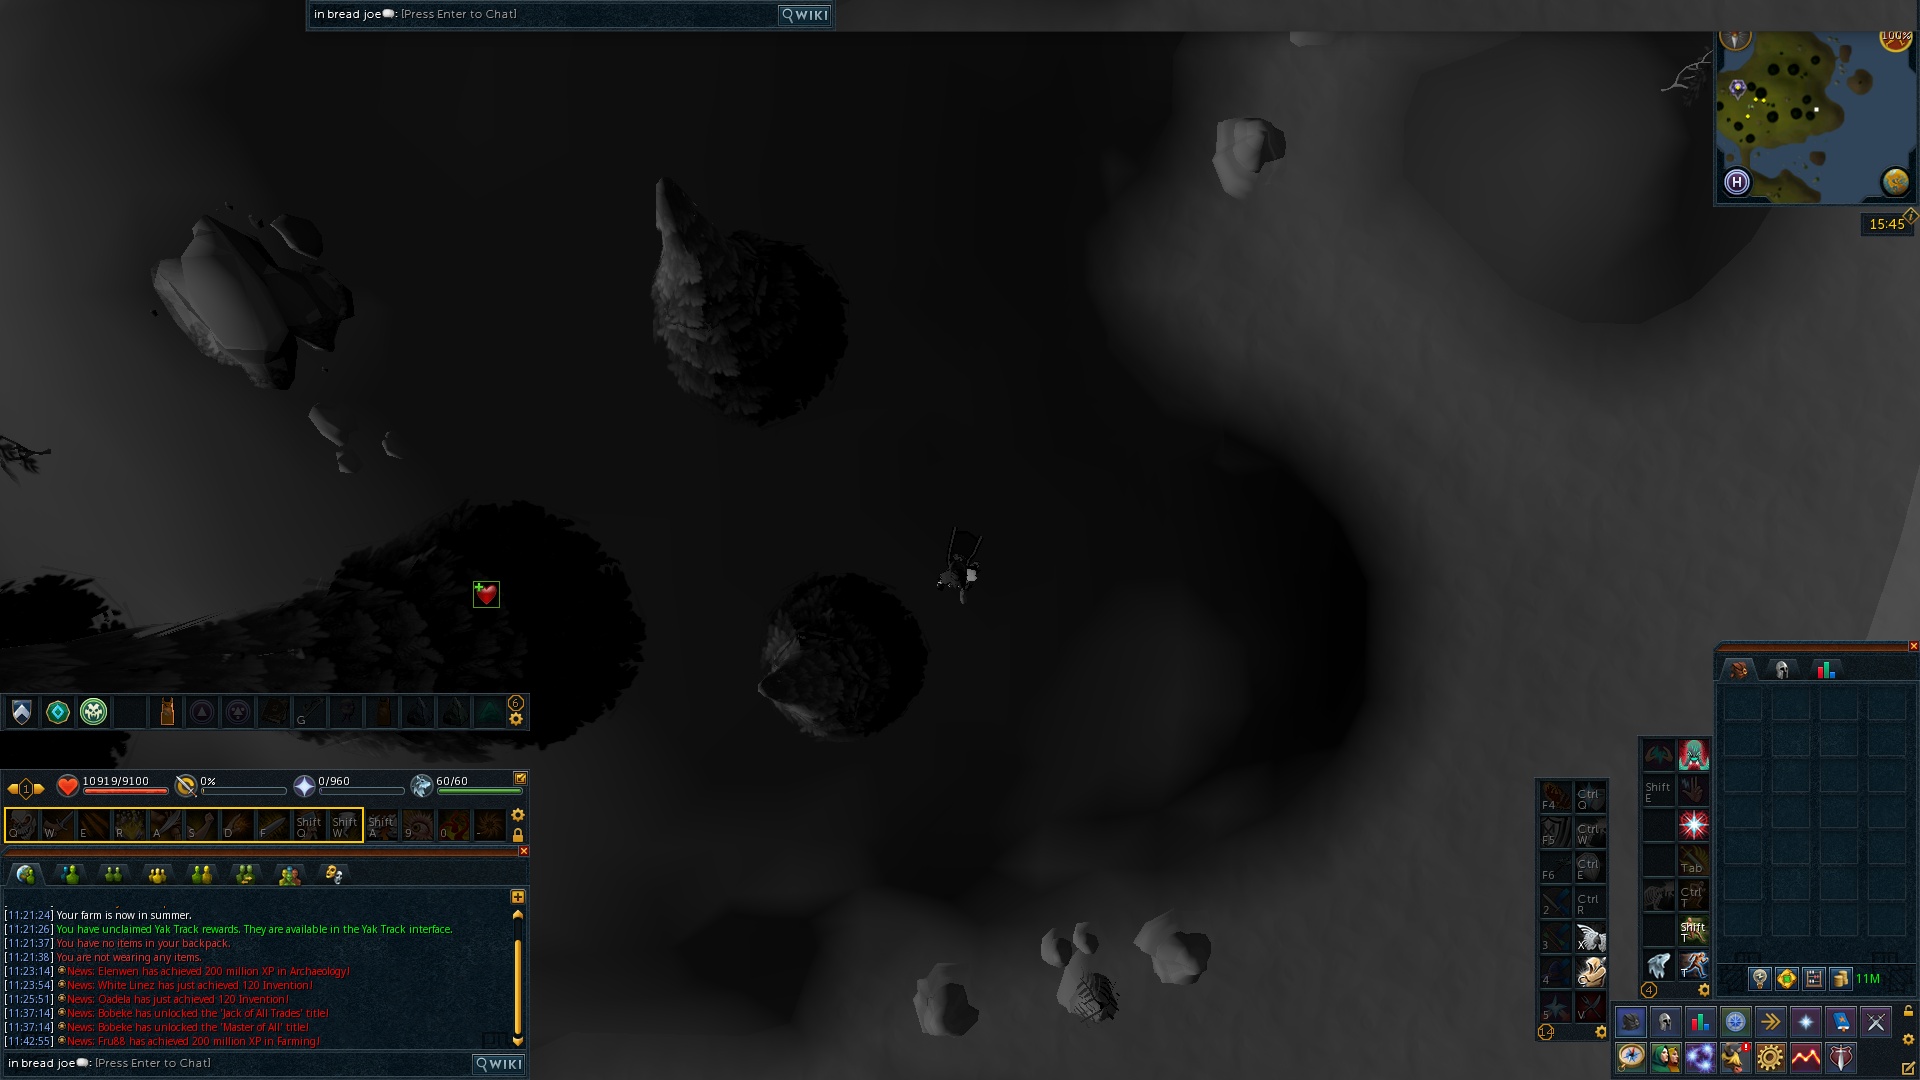 in bread joe: [Press Enter to Chat]
WIKI
100%
H
15:45
G
6
1
10919/9100
0%
0/960
60/60
Q W E R A S D F Shift Q Shift W Shift A 9 0 -
[11:21:24] Your farm is now in summer.
[11:21:26] You have unclaimed Yak Track rewards. They are available in the Yak Track interface.
[11:21:37] You have no items in your backpack.
[11:21:38] You are not wearing any items.
[11:23:14] News: Elenwen has achieved 200 million XP in Archaeology!
[11:23:54] News: White Linez has just achieved 120 Invention!
[11:25:51] News: Oadela has just achieved 120 Invention!
[11:37:14] News: Bobeke has unlocked the 'Jack of All Trades' title!
[11:37:14] News: Bobeke has unlocked the 'Master of All' title!
[11:42:55] News: Fru88 has achieved 200 million XP in Farming!
in bread joe: [Press Enter to Chat]
WIKI
F4 Ctrl Q
F5 Ctrl W
F6 Ctrl E
2 Ctrl R
3 X
4
5 V
14
Shift E
Tab
Ctrl T
Shift T
T
4
11M